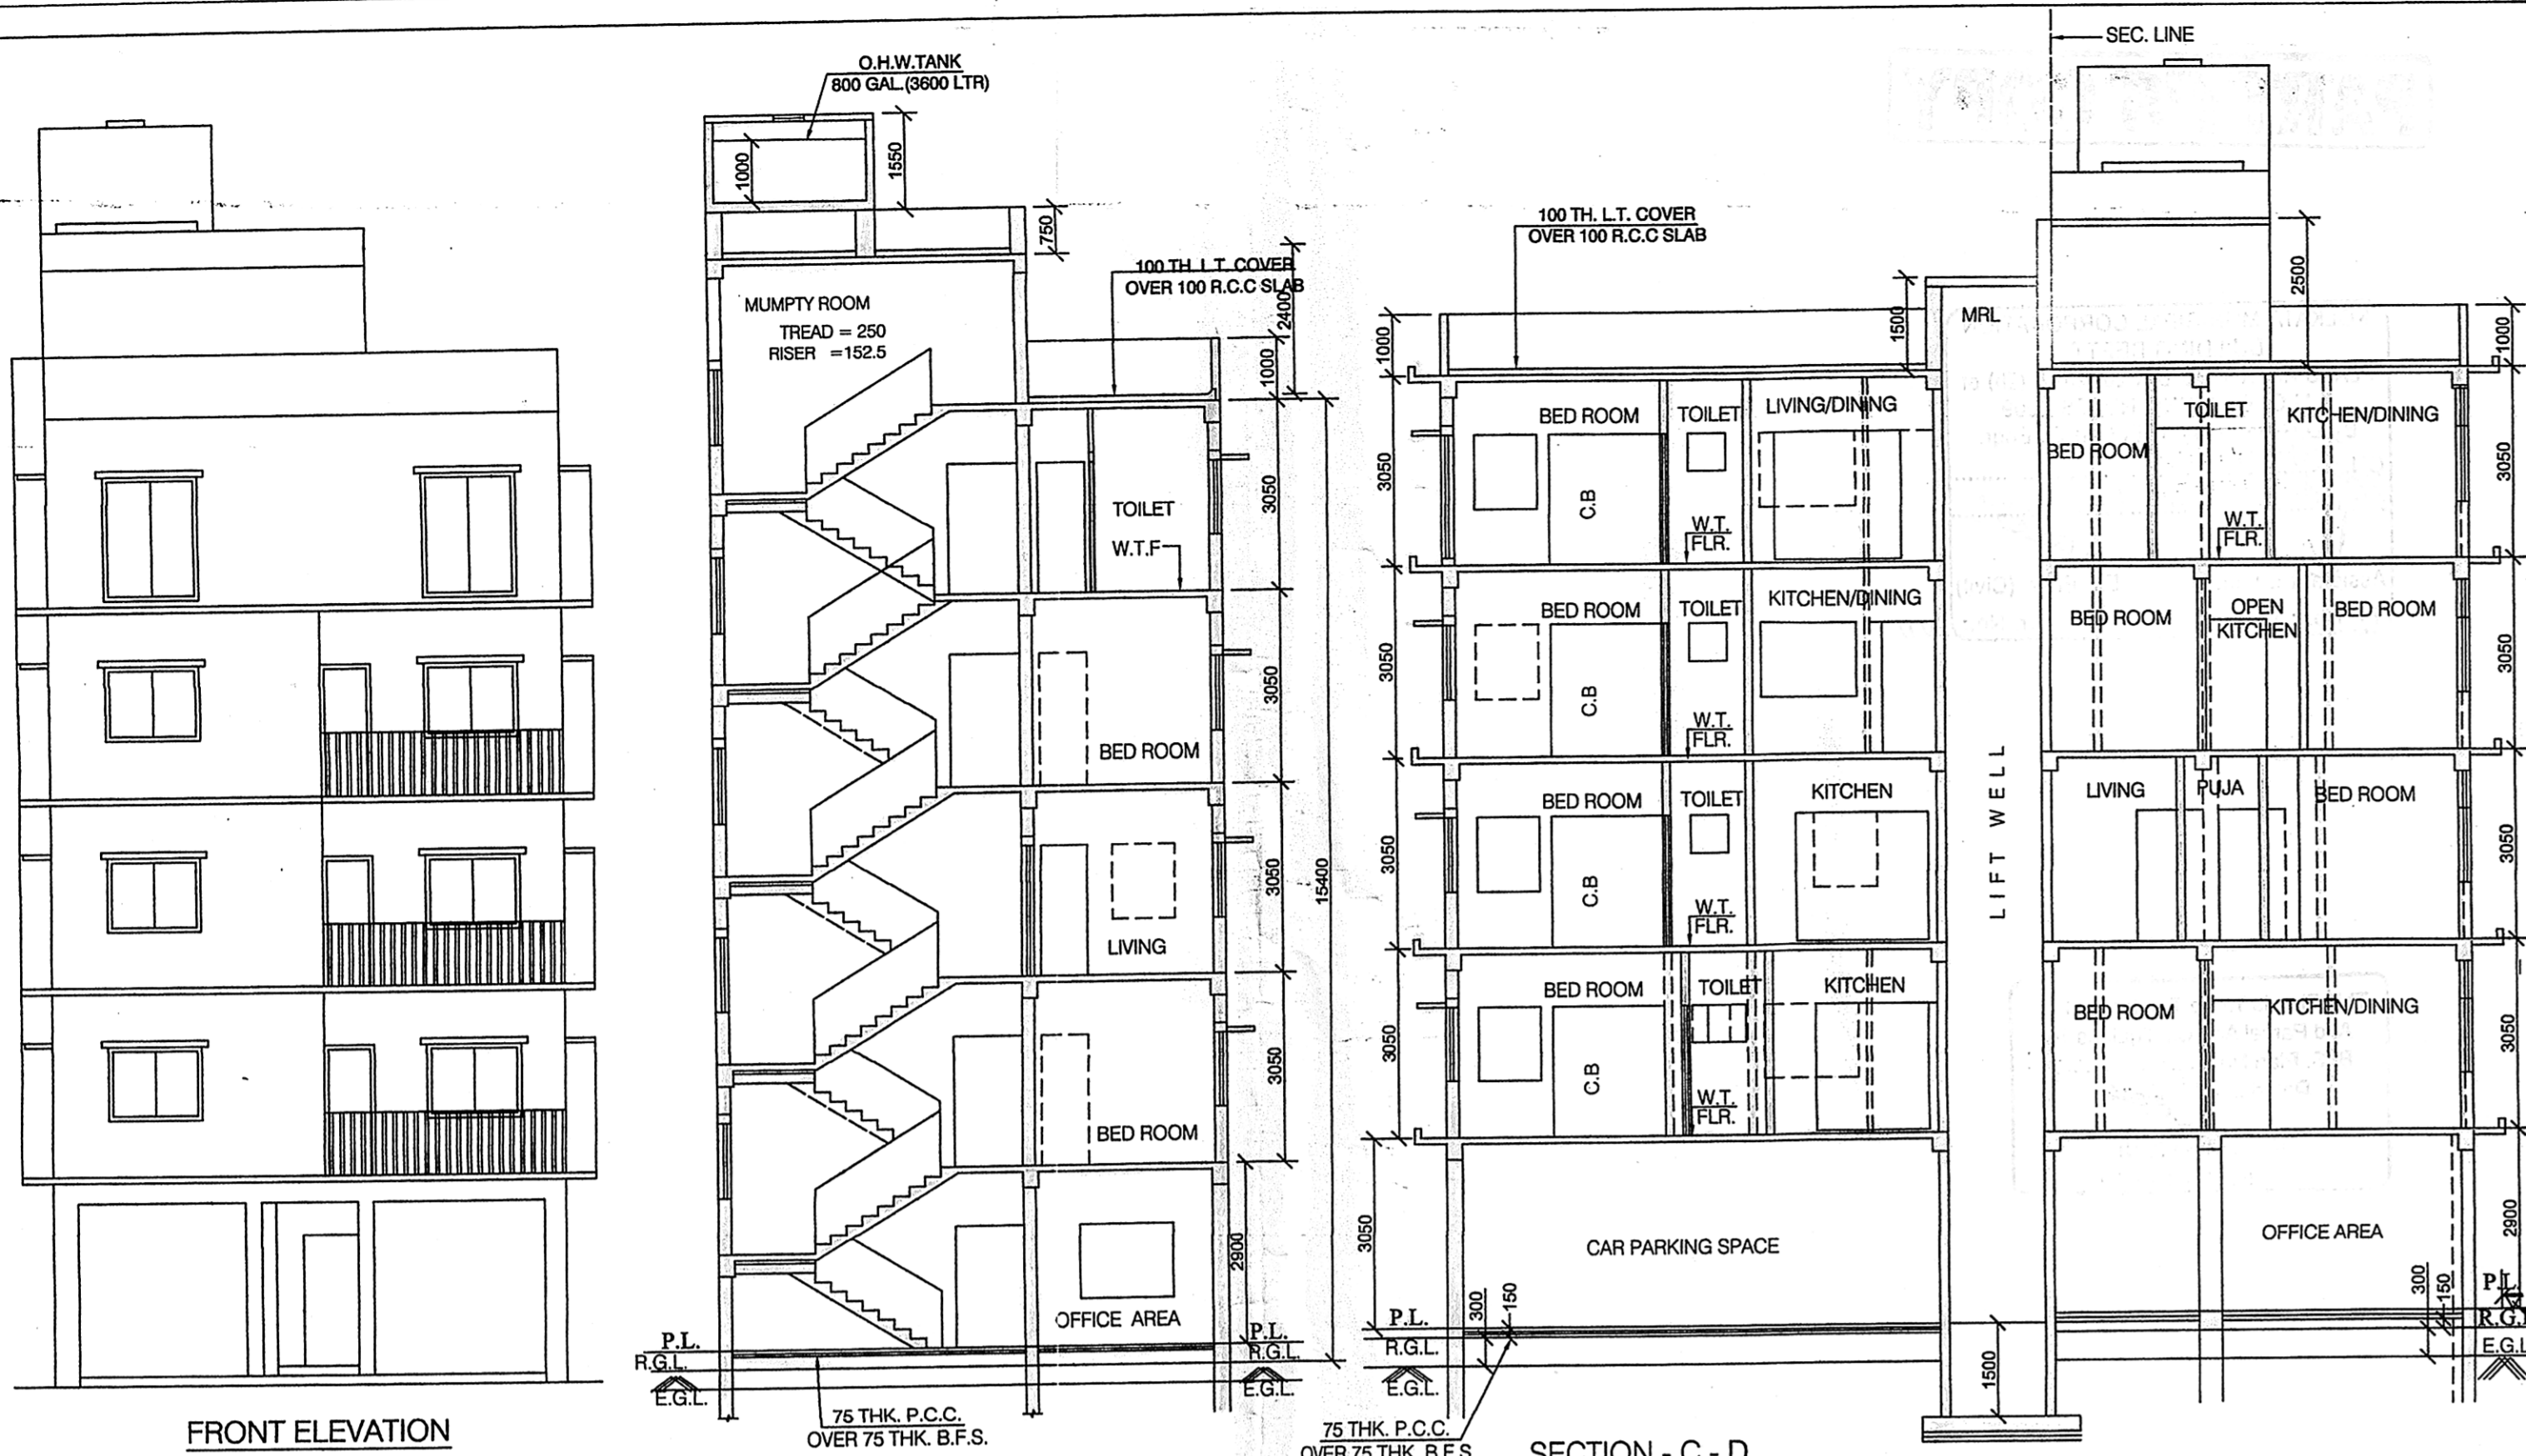 O.H.W.TANK
800 GAL.(3600 LTR)
1000
1550
750
100 TH. L.T. COVER
OVER 100 R.C.C SLAB
2400
1000
MUMPTY ROOM
TREAD = 250
RISER =152.5
TOILET
W.T.F
3050
BED ROOM
3050
LIVING
3050
15400
BED ROOM
3050
OFFICE AREA
2900
P.L.
R.G.L.
E.G.L.
P.L.
R.G.L.
E.G.L.
75 THK. P.C.C.
OVER 75 THK. B.F.S.
FRONT ELEVATION
SEC. LINE
100 TH. L.T. COVER
OVER 100 R.C.C SLAB
1000
1500
MRL
2500
1000
BED ROOM
TOILET
LIVING/DINING
C.B
W.T.
FLR.
3050
BED ROOM
TOILET
KITCHEN/DINING
W.T.
FLR.
3050
BED ROOM
TOILET
KITCHEN/DINING
C.B
W.T.
FLR.
3050
BED ROOM
OPEN
KITCHEN
BED ROOM
3050
BED ROOM
TOILET
KITCHEN
C.B
W.T.
FLR.
3050
LIFT WELL
LIVING
PUJA
BED ROOM
3050
BED ROOM
TOILET
KITCHEN
C.B
W.T.
FLR.
3050
BED ROOM
KITCHEN/DINING
3050
CAR PARKING SPACE
3050
OFFICE AREA
2900
300
150
P.L.
R.G.L.
E.G.L.
300
150
P.L.
R.G.L
E.G.L
1500
75 THK. P.C.C.
OVER 75 THK. B.F.S
SECTION - C - D